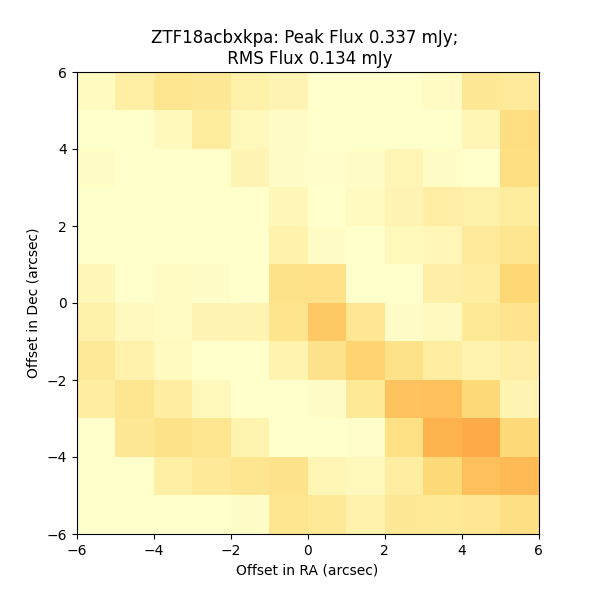 ZTF18acbxkpa: Peak Flux 0.337 mJy;
RMS Flux 0.134 mJy
6
4
2
0
−2
−4
−6
Offset in Dec (arcsec)
−6 −4 −2 0 2 4 6
Offset in RA (arcsec)